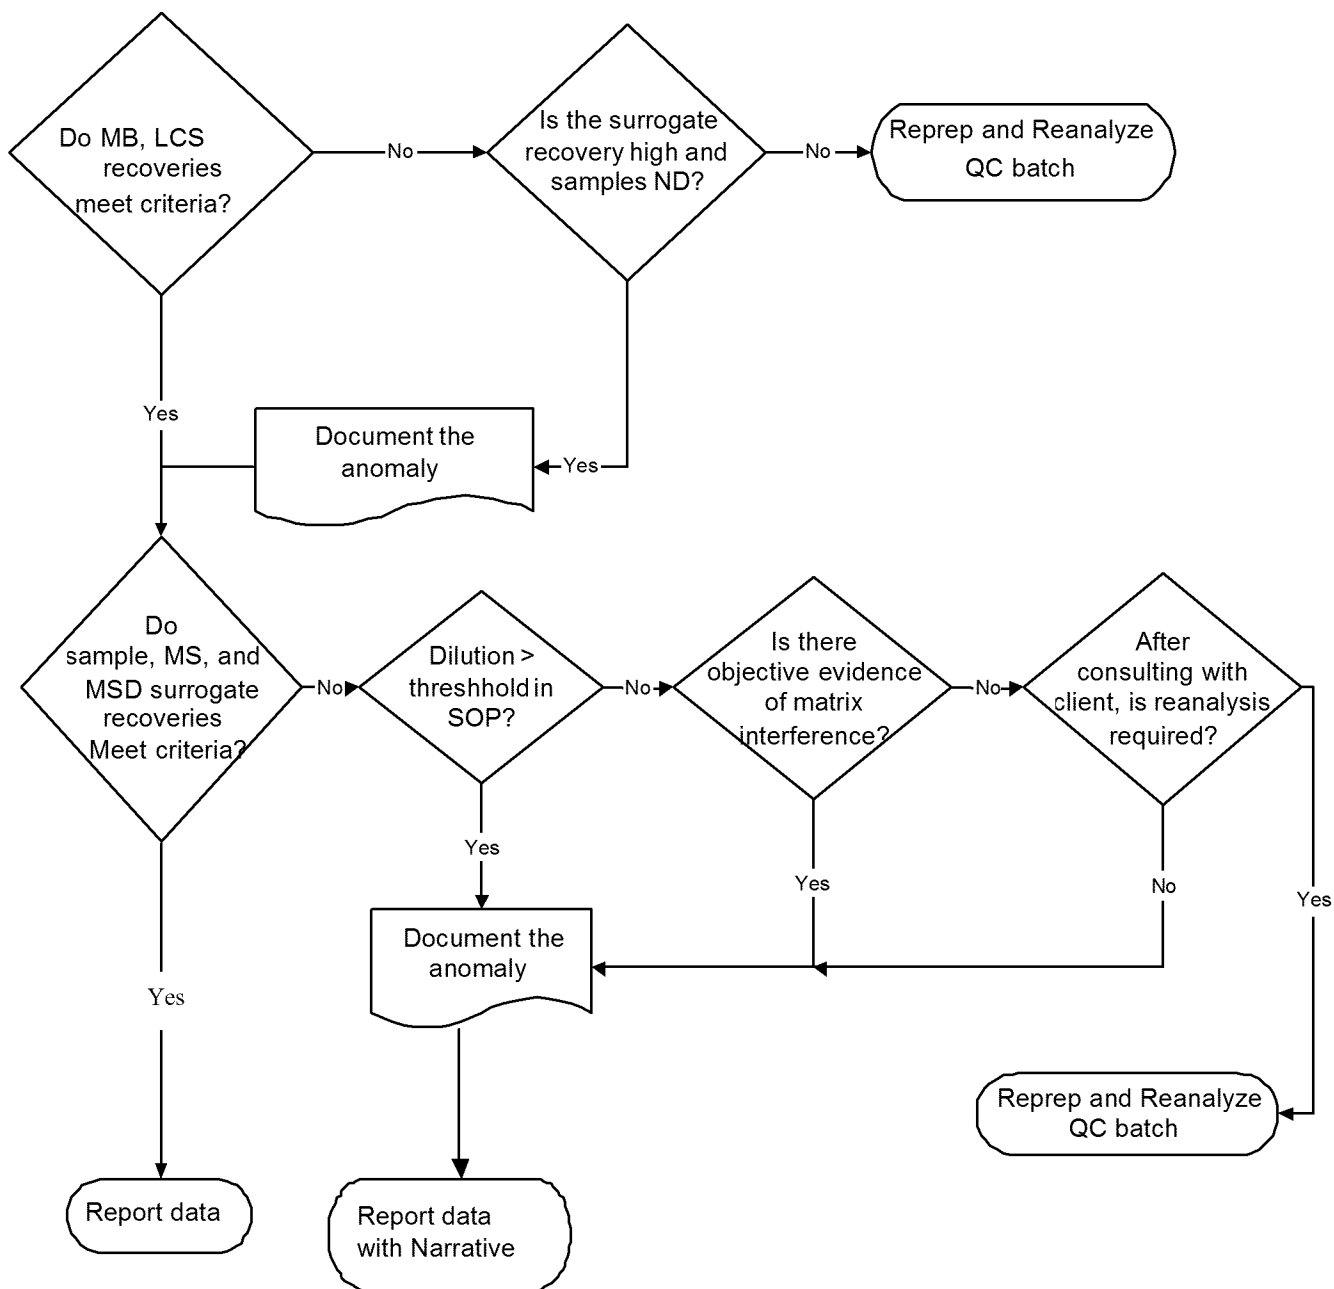 Do MB, LCS
recoveries
meet criteria?
No
Is the surrogate
recovery high and
samples ND?
No
Reprep and Reanalyze
QC batch
Yes
Document the
anomaly
Yes
Do
sample, MS, and
MSD surrogate
recoveries
Meet criteria?
No
Dilution >
threshhold in
SOP?
No
Is there
objective evidence
of matrix
interference?
No
After
consulting with
client, is reanalysis
required?
Yes
Yes
No
Yes
Document the
anomaly
Yes
Reprep and Reanalyze
QC batch
Report data
Report data
with Narrative